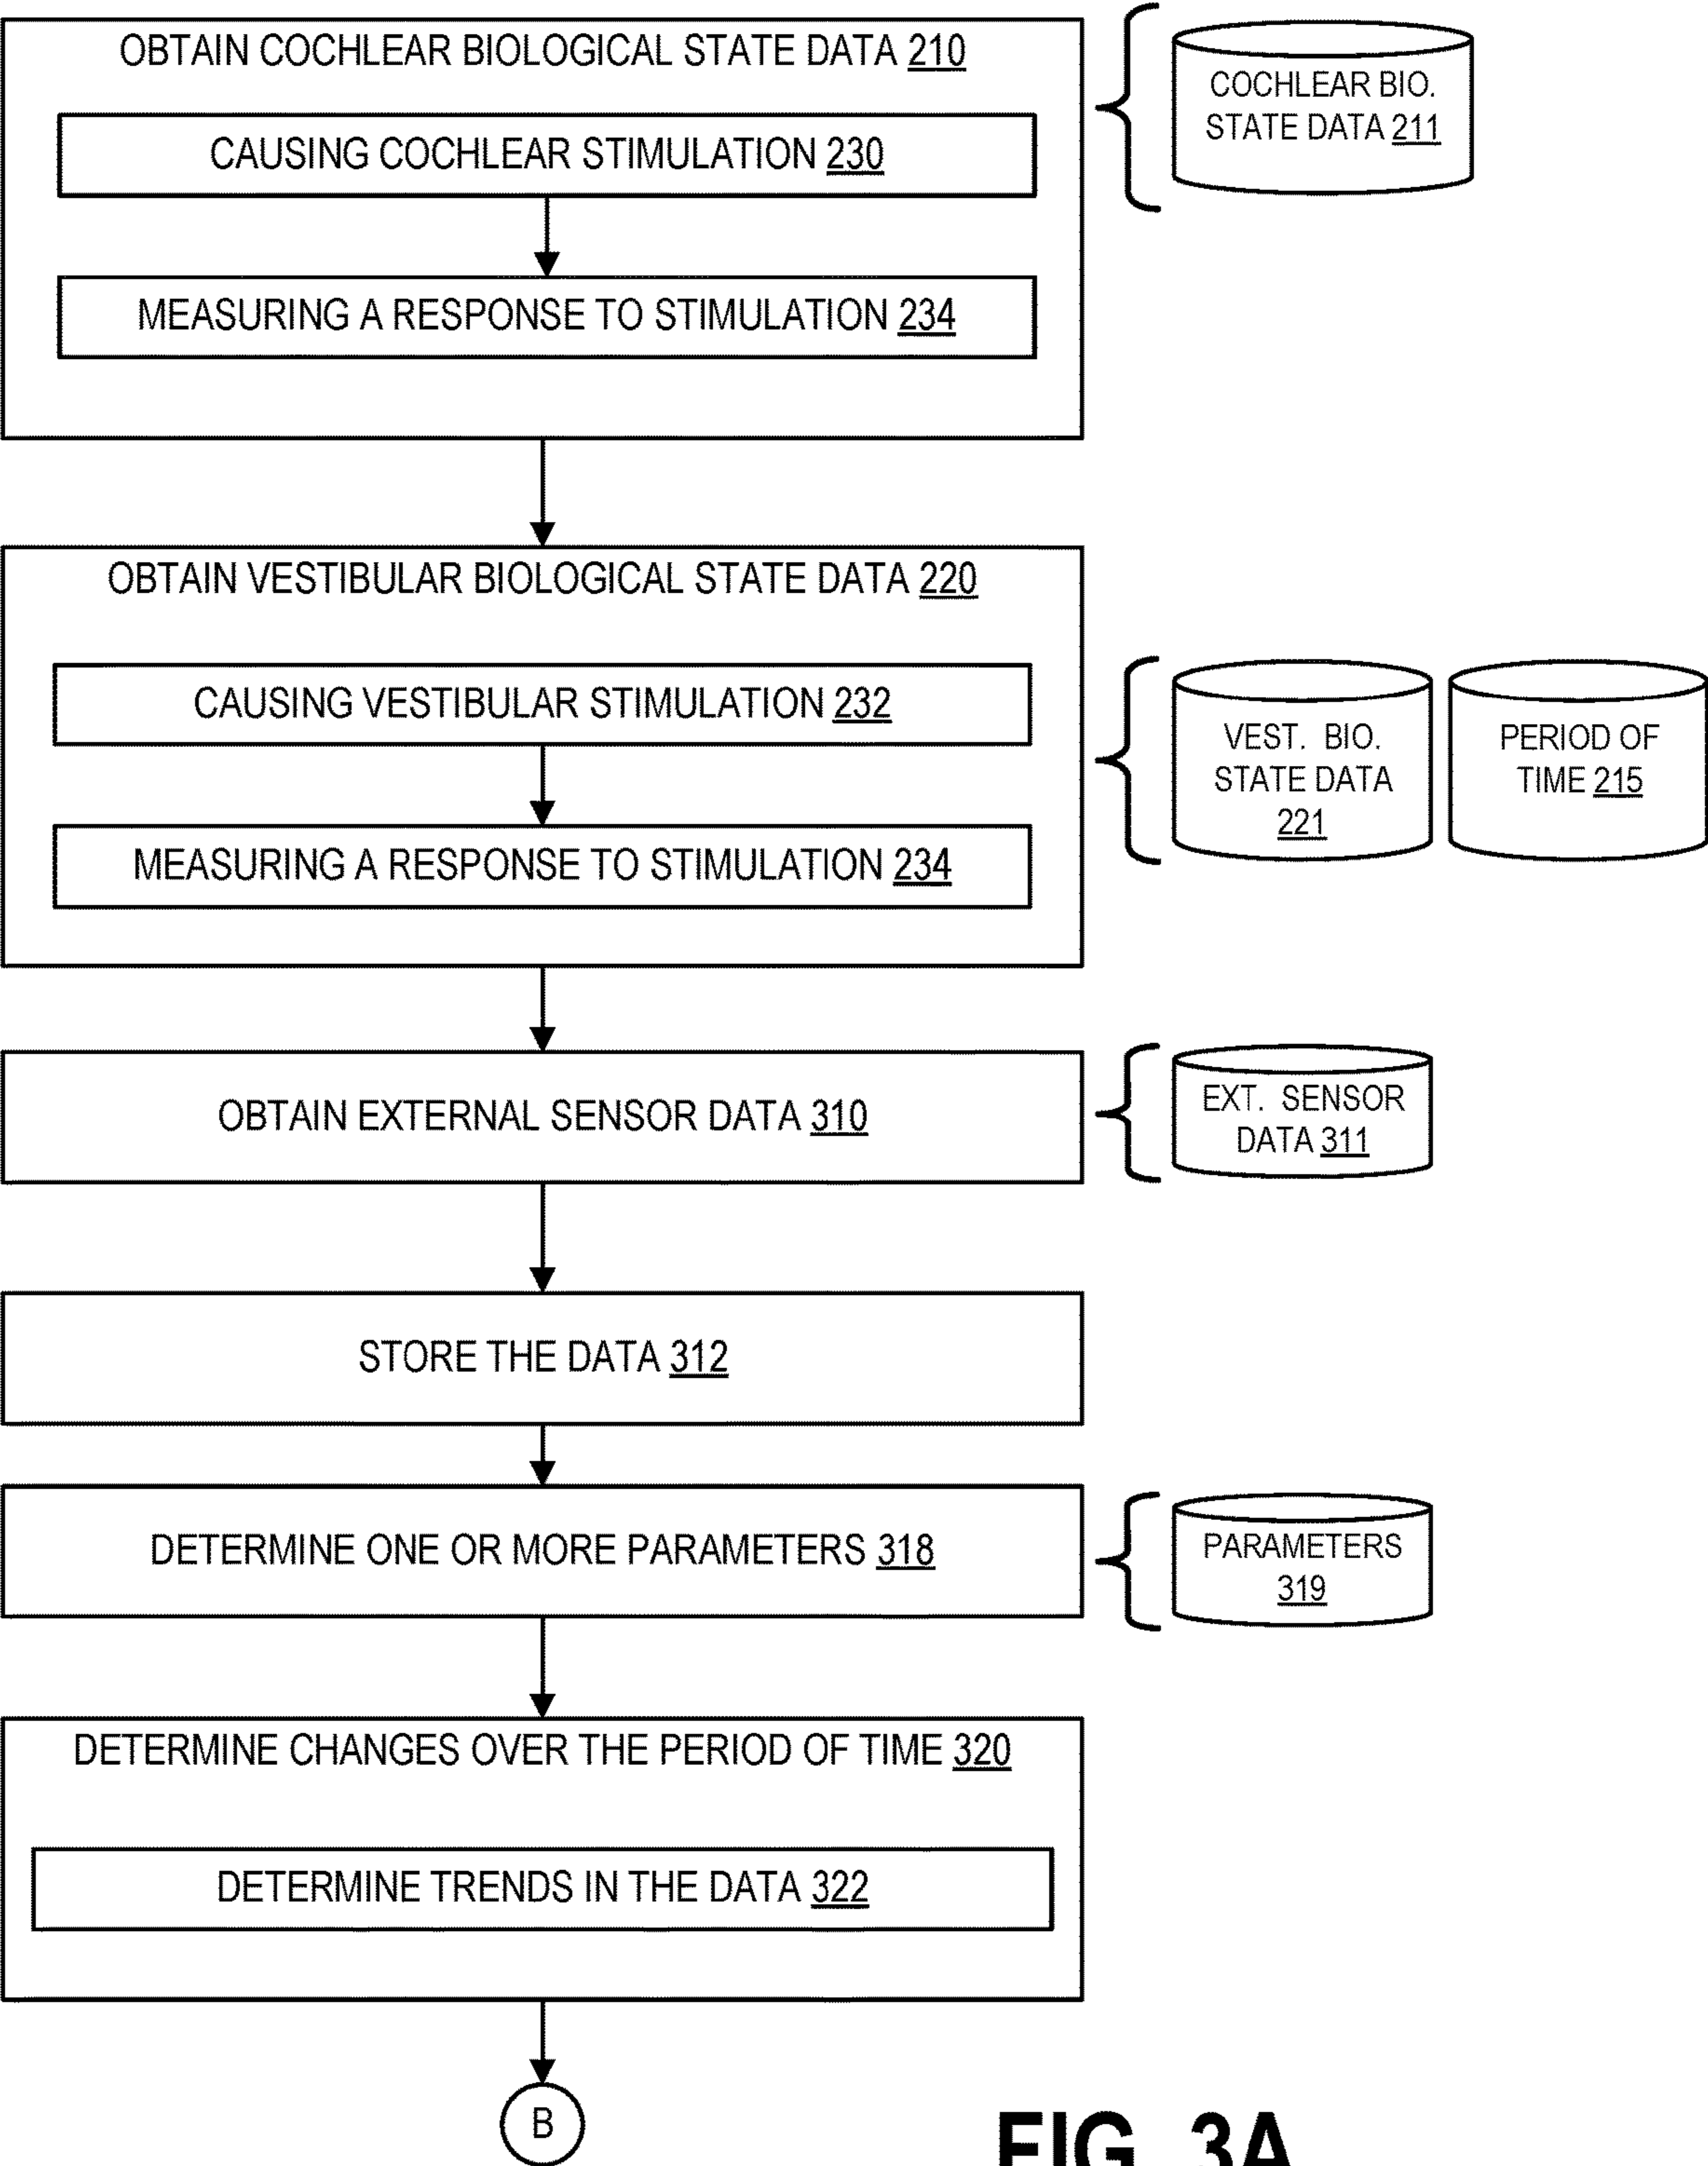 OBTAIN COCHLEAR BIOLOGICAL STATE DATA 210
COCHLEAR BIO.
STATE DATA 211
CAUSING COCHLEAR STIMULATION 230
MEASURING A RESPONSE TO STIMULATION 234
OBTAIN VESTIBULAR BIOLOGICAL STATE DATA 220
CAUSING VESTIBULAR STIMULATION 232
MEASURING A RESPONSE TO STIMULATION 234
VEST. BIO.
STATE DATA
221
PERIOD OF
TIME 215
OBTAIN EXTERNAL SENSOR DATA 310
EXT. SENSOR
DATA 311
STORE THE DATA 312
DETERMINE ONE OR MORE PARAMETERS 318
PARAMETERS
319
DETERMINE CHANGES OVER THE PERIOD OF TIME 320
DETERMINE TRENDS IN THE DATA 322
B
FIG. 3A